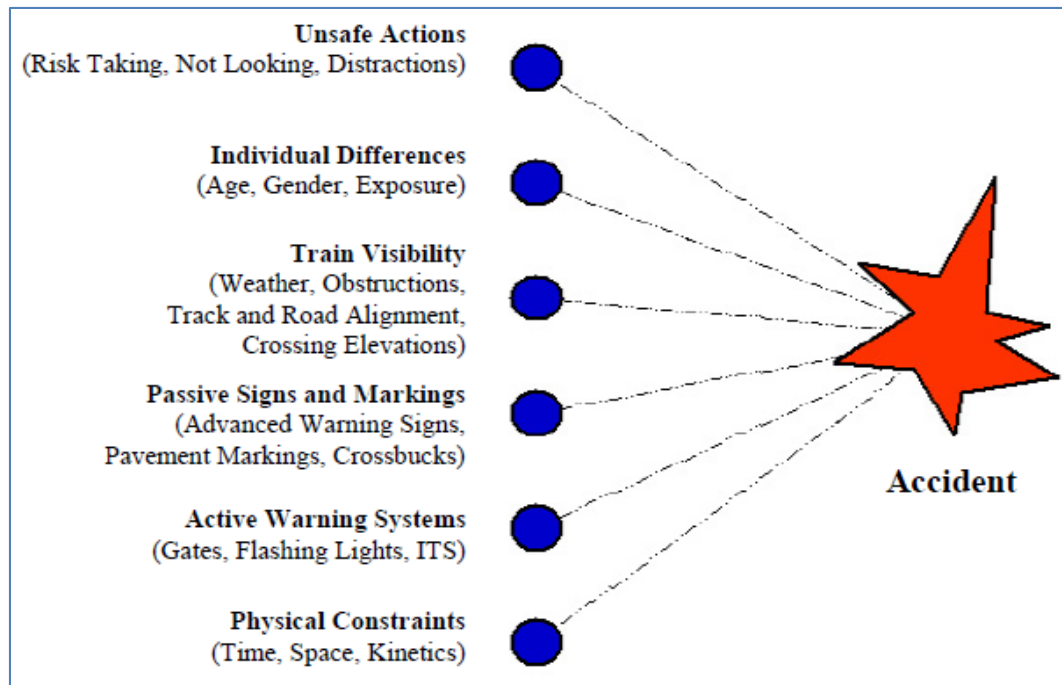 Unsafe Actions
(Risk Taking, Not Looking, Distractions)
Individual Differences
(Age, Gender, Exposure)
Train Visibility
(Weather, Obstructions,
Track and Road Alignment,
Crossing Elevations)
Passive Signs and Markings
(Advanced Warning Signs,
Pavement Markings, Crossbucks)
Active Warning Systems
(Gates, Flashing Lights, ITS)
Physical Constraints
(Time, Space, Kinetics)
Accident